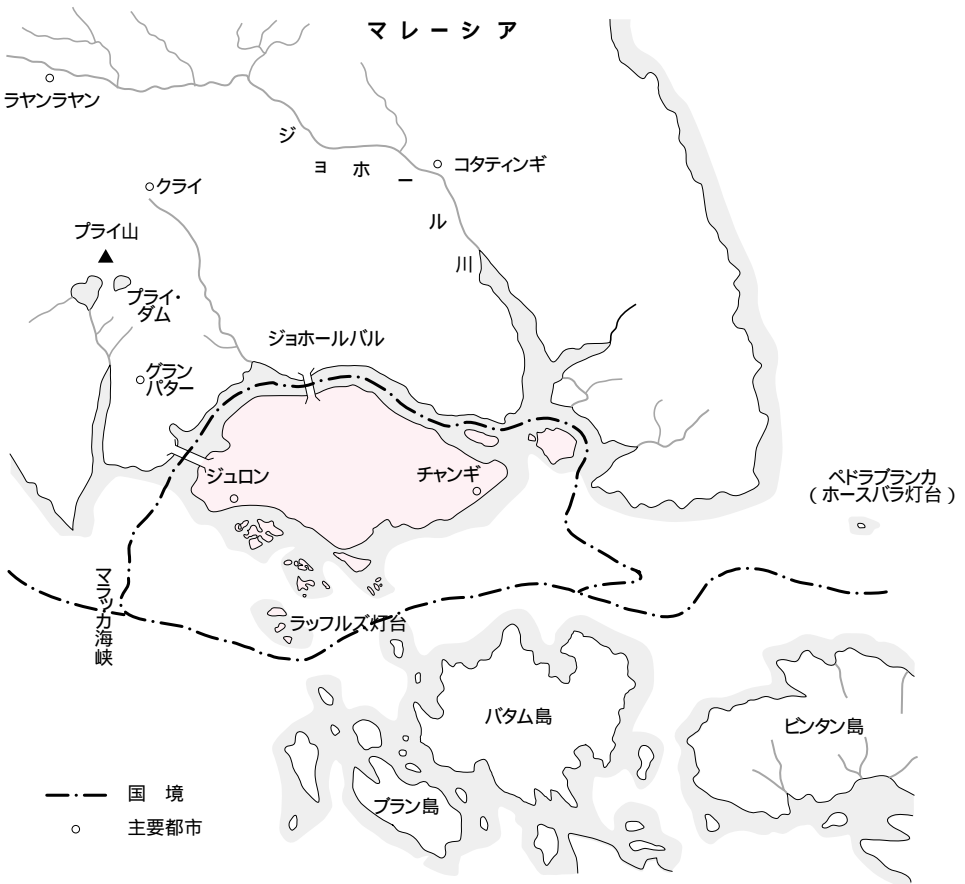 マレーシア
ラヤンラヤン
ジョホール川
コタティンギ
クライ
プライ山
プライ・
ダム
ジョホールバル
グラン
パター
ジュロン
チャンギ
ペドラブランカ
（ホースバラ灯台）
マラッカ海峡
ラッフルズ灯台
バタム島
ビンタン島
ブラン島
国境
主要都市